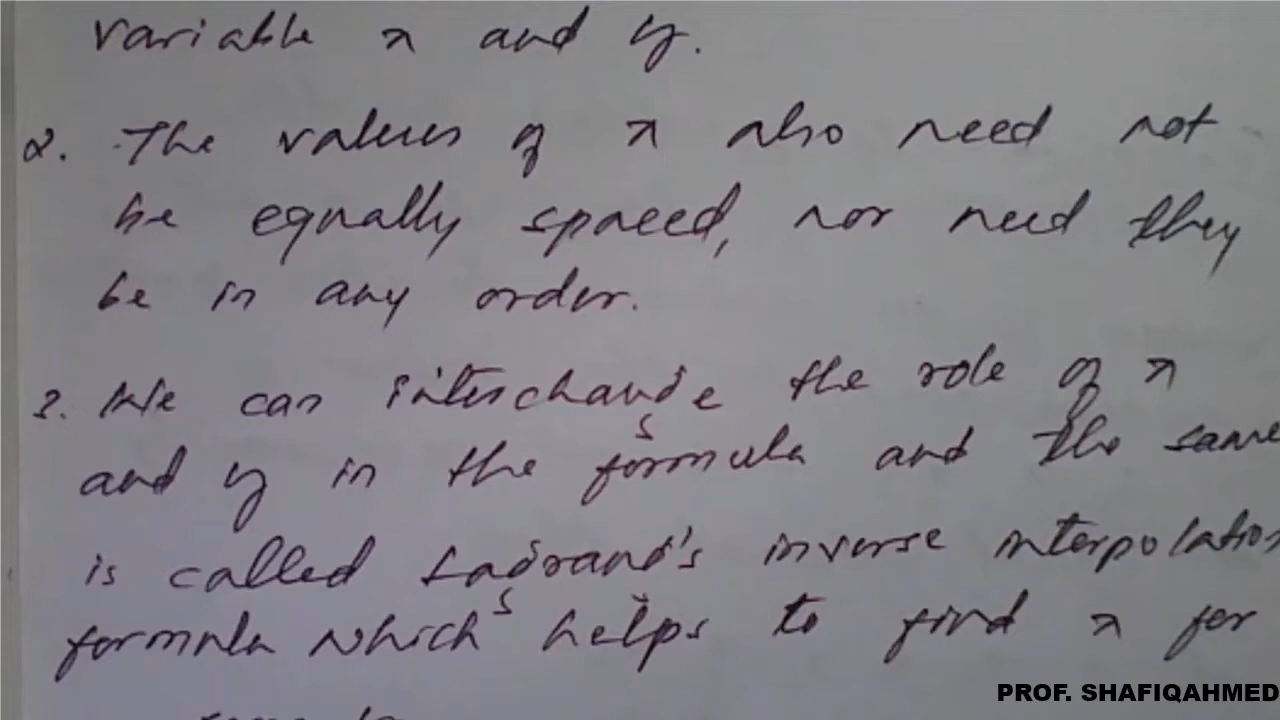 variable x and y.
2. The values of x also need not
be equally spaced, nor need they
be in any order.
3. We can interchange the role of x
and y in the formula and the same
is called Lagrang's inverse interpolation
formula which helps to find x for
PROF. SHAFIQAHMED